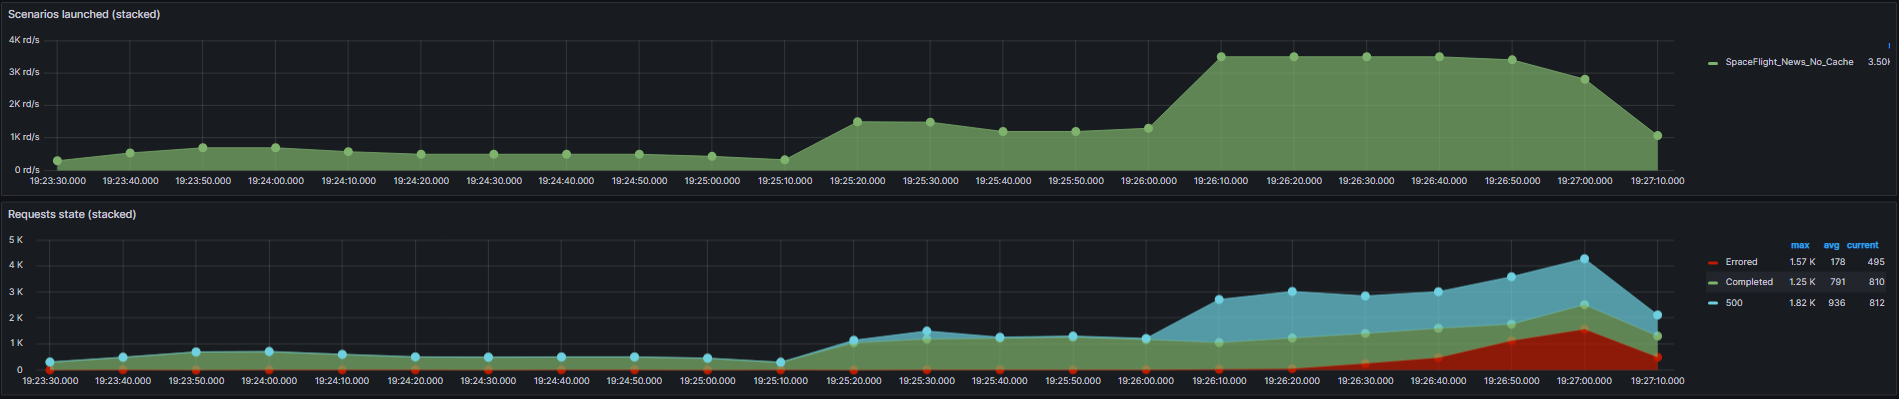 Scenarios launched (stacked)
4K rd/s
3K rd/s
2K rd/s
1K rd/s
0 rd/s
19:23:30.000 19:23:40.000 19:23:50.000 19:24:00.000 19:24:10.000 19:24:20.000 19:24:30.000 19:24:40.000 19:24:50.000 19:25:00.000 19:25:10.000 19:25:20.000 19:25:30.000 19:25:40.000 19:25:50.000 19:26:00.000 19:26:10.000 19:26:20.000 19:26:30.000 19:26:40.000 19:26:50.000 19:27:00.000 19:27:10.000
SpaceFlight_News_No_Cache 3.50
Requests state (stacked)
5 K
4 K
3 K
2 K
1 K
0
19:23:30.000 19:23:40.000 19:23:50.000 19:24:00.000 19:24:10.000 19:24:20.000 19:24:30.000 19:24:40.000 19:24:50.000 19:25:00.000 19:25:10.000 19:25:20.000 19:25:30.000 19:25:40.000 19:25:50.000 19:26:00.000 19:26:10.000 19:26:20.000 19:26:30.000 19:26:40.000 19:26:50.000 19:27:00.000 19:27:10.000
max avg current
Errored 1.57 K 178 495
Completed 1.25 K 791 810
500 1.82 K 936 812